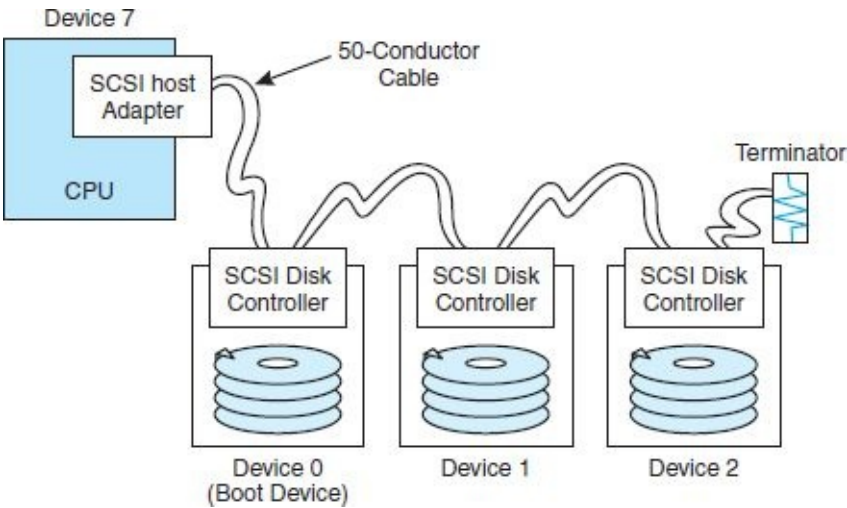 Device 7
SCSI host
Adapter
CPU
50-Conductor
Cable
Terminator
SCSI Disk
Controller
SCSI Disk
Controller
SCSI Disk
Controller
Device 0
(Boot Device)
Device 1
Device 2